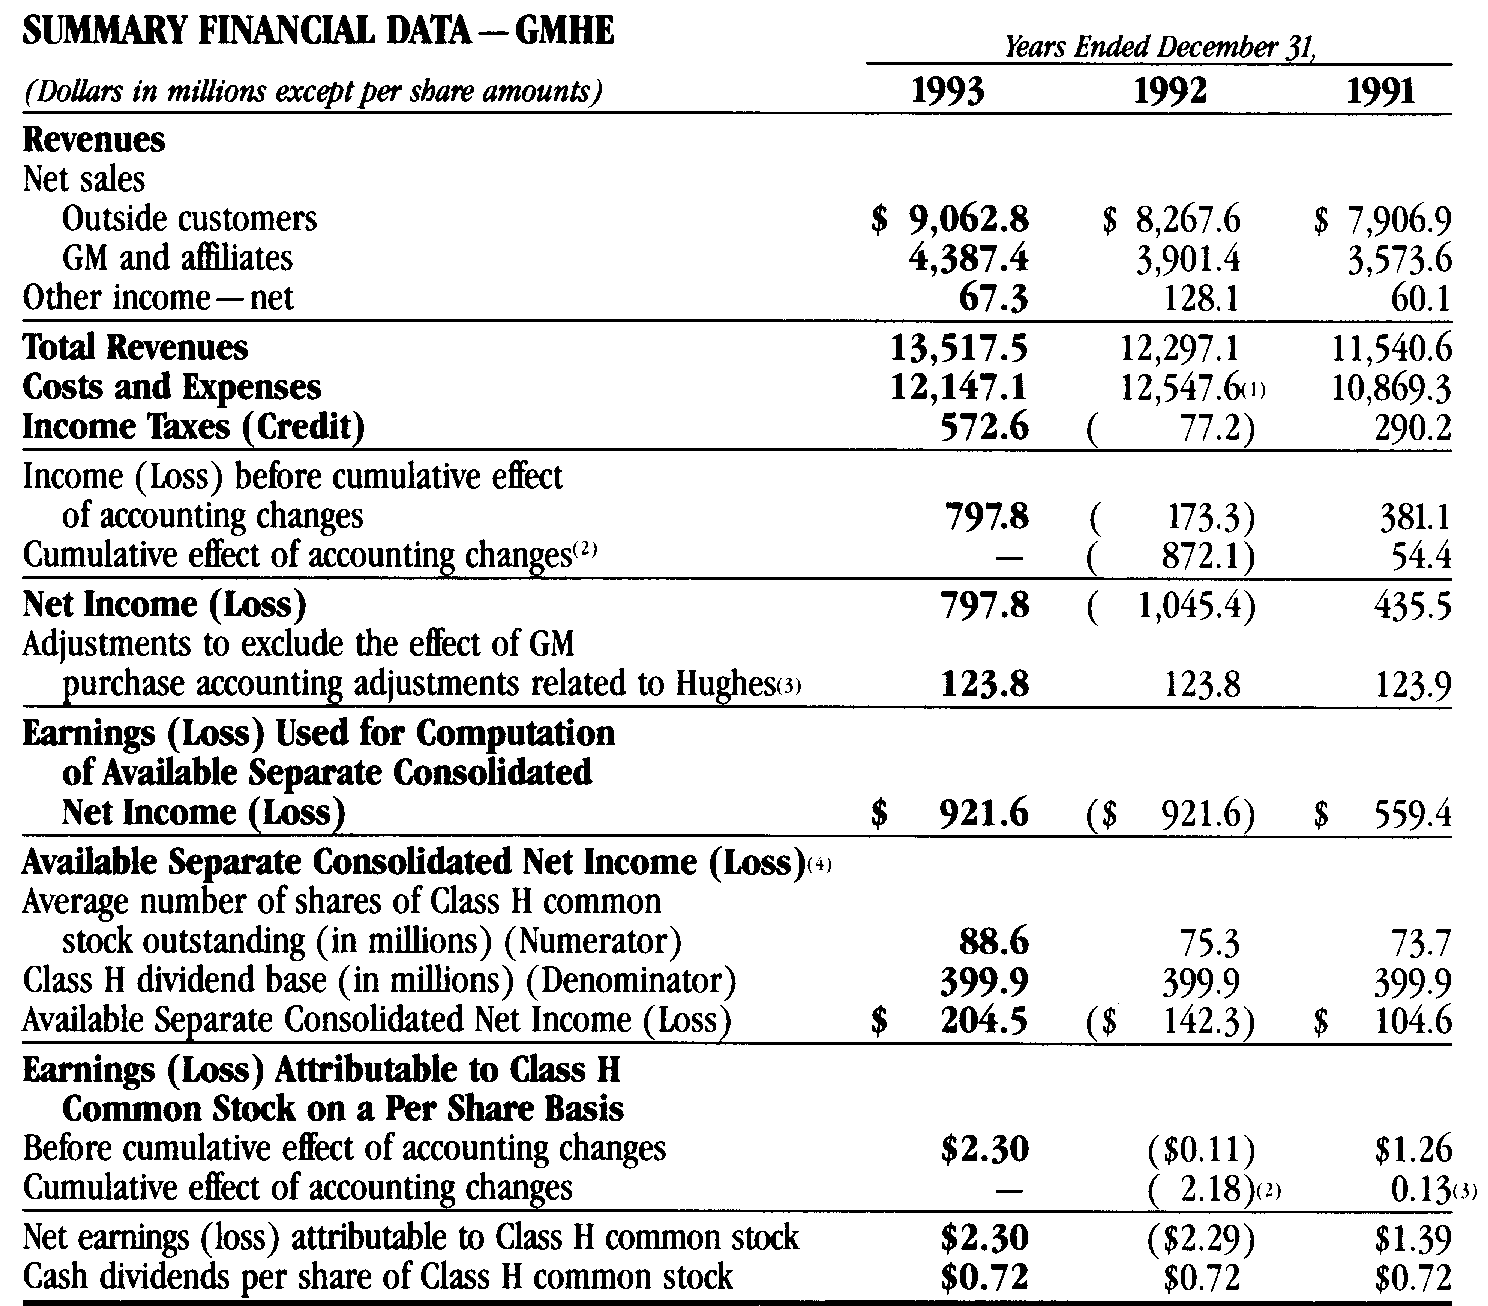 SUMMARY FINANCIAL DATA — GMHE
Years Ended December 31,
(Dollars in millions except per share amounts) 1993 1992 1991
Revenues
Net sales
Outside customers $ 9,062.8 $ 8,267.6 $ 7,906.9
GM and affiliates 4,387.4 3,901.4 3,573.6
Other income — net 67.3 128.1 60.1
Total Revenues 13,517.5 12,297.1 11,540.6
Costs and Expenses 12,147.1 12,547.6(1) 10,869.3
Income Taxes (Credit) 572.6 ( 77.2) 290.2
Income (Loss) before cumulative effect
of accounting changes 797.8 ( 173.3) 381.1
Cumulative effect of accounting changes(2) — ( 872.1) 54.4
Net Income (Loss) 797.8 ( 1,045.4) 435.5
Adjustments to exclude the effect of GM
purchase accounting adjustments related to Hughes(3) 123.8 123.8 123.9
Earnings (Loss) Used for Computation
of Available Separate Consolidated
Net Income (Loss) $ 921.6 ($ 921.6) $ 559.4
Available Separate Consolidated Net Income (Loss)(4)
Average number of shares of Class H common
stock outstanding (in millions) (Numerator) 88.6 75.3 73.7
Class H dividend base (in millions) (Denominator) 399.9 399.9 399.9
Available Separate Consolidated Net Income (Loss) $ 204.5 ($ 142.3) $ 104.6
Earnings (Loss) Attributable to Class H
Common Stock on a Per Share Basis
Before cumulative effect of accounting changes $2.30 ($0.11) $1.26
Cumulative effect of accounting changes — ( 2.18)(2) 0.13(3)
Net earnings (loss) attributable to Class H common stock $2.30 ($2.29) $1.39
Cash dividends per share of Class H common stock $0.72 $0.72 $0.72